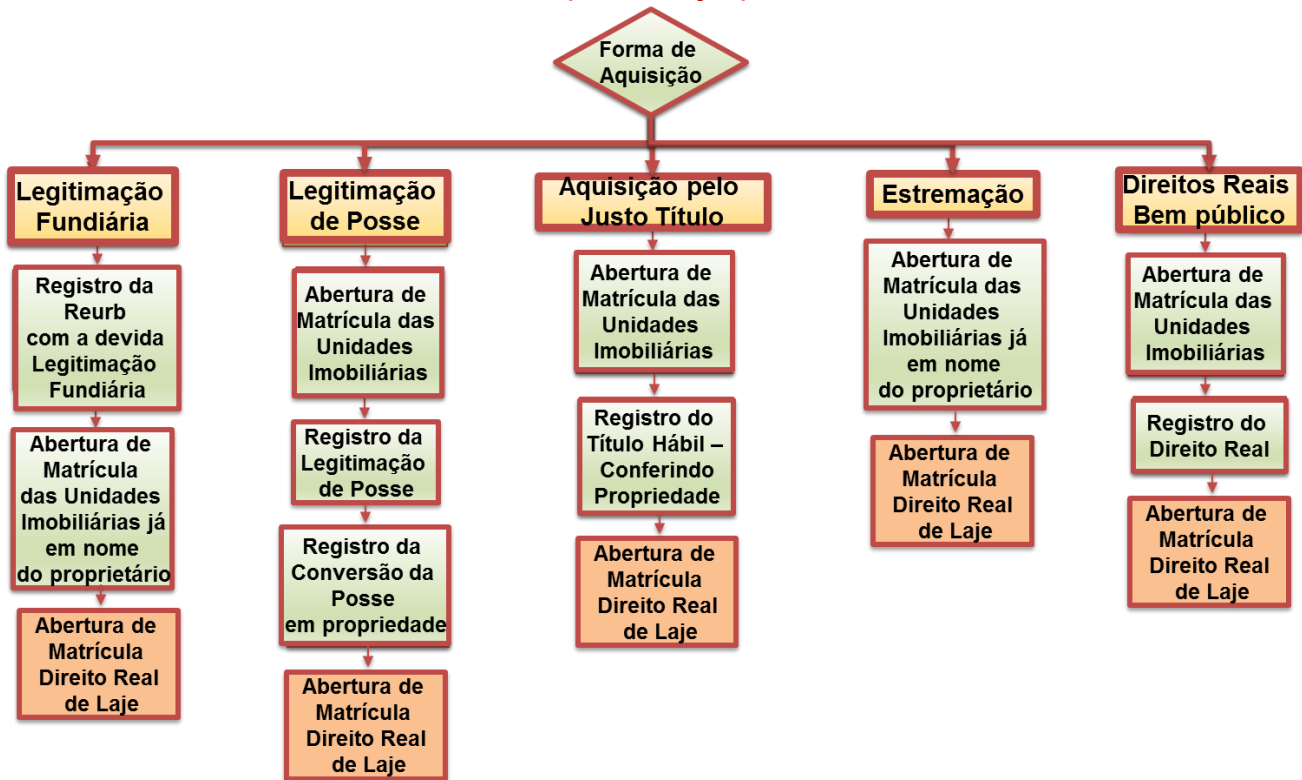 Forma de
Aquisição
Legitimação
Fundiária
Registro da
Reurb
com a devida
Legitimação
Fundiária
Abertura de
Matrícula
das Unidades
Imobiliárias já
em nome
do proprietário
Abertura de
Matrícula
Direito Real
de Laje
Legitimação
de Posse
Abertura de
Matrícula das
Unidades
Imobiliárias
Registro da
Legitimação
de Posse
Registro da
Conversão da
Posse
em propriedade
Abertura de
Matrícula
Direito Real
de Laje
Aquisição pelo
Justo Título
Abertura de
Matrícula das
Unidades
Imobiliárias
Registro do
Título Hábil –
Conferindo
Propriedade
Abertura de
Matrícula
Direito Real
de Laje
Estremação
Abertura de
Matrícula das
Unidades
Imobiliárias já
em nome
do proprietário
Abertura de
Matrícula
Direito Real
de Laje
Direitos Reais
Bem público
Abertura de
Matrícula das
Unidades
Imobiliárias
Registro do
Direito Real
Abertura de
Matrícula
Direito Real
de Laje